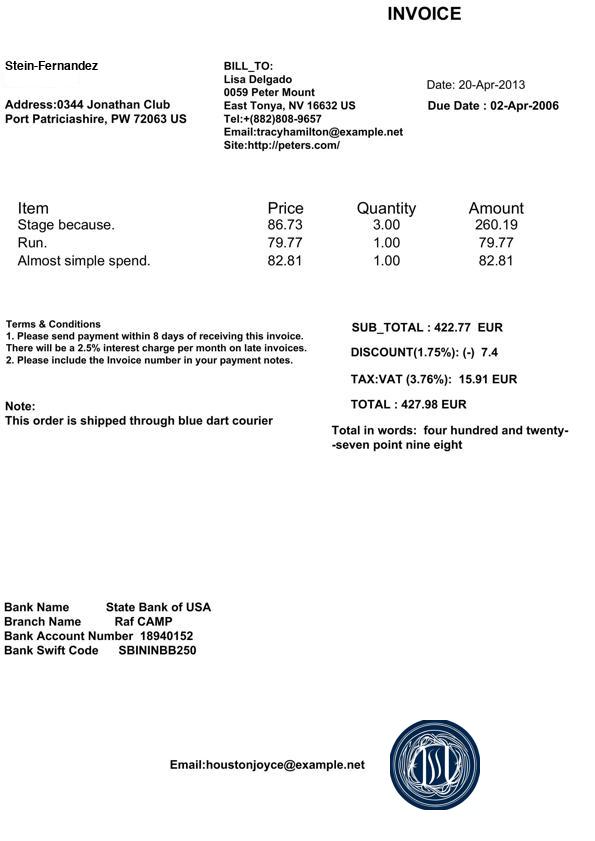 INVOICE
Stein-Fernandez
Address:0344 Jonathan Club
Port Patriciashire, PW 72063 US
BILL_TO:
Lisa Delgado
0059 Peter Mount
East Tonya, NV 16632 US
Tel:+(882)808-9657
Email:tracyhamilton@example.net
Site:http://peters.com/
Date: 20-Apr-2013
Due Date : 02-Apr-2006
Item Price Quantity Amount
Stage because. 86.73 3.00 260.19
Run. 79.77 1.00 79.77
Almost simple spend. 82.81 1.00 82.81
Terms & Conditions
1. Please send payment within 8 days of receiving this invoice.
There will be a 2.5% interest charge per month on late invoices.
2. Please include the Invoice number in your payment notes.
Note:
This order is shipped through blue dart courier
SUB_TOTAL : 422.77 EUR
DISCOUNT(1.75%): (-) 7.4
TAX:VAT (3.76%): 15.91 EUR
TOTAL : 427.98 EUR
Total in words: four hundred and twenty-
-seven point nine eight
Bank Name State Bank of USA
Branch Name Raf CAMP
Bank Account Number 18940152
Bank Swift Code SBININBB250
Email:houstonjoyce@example.net